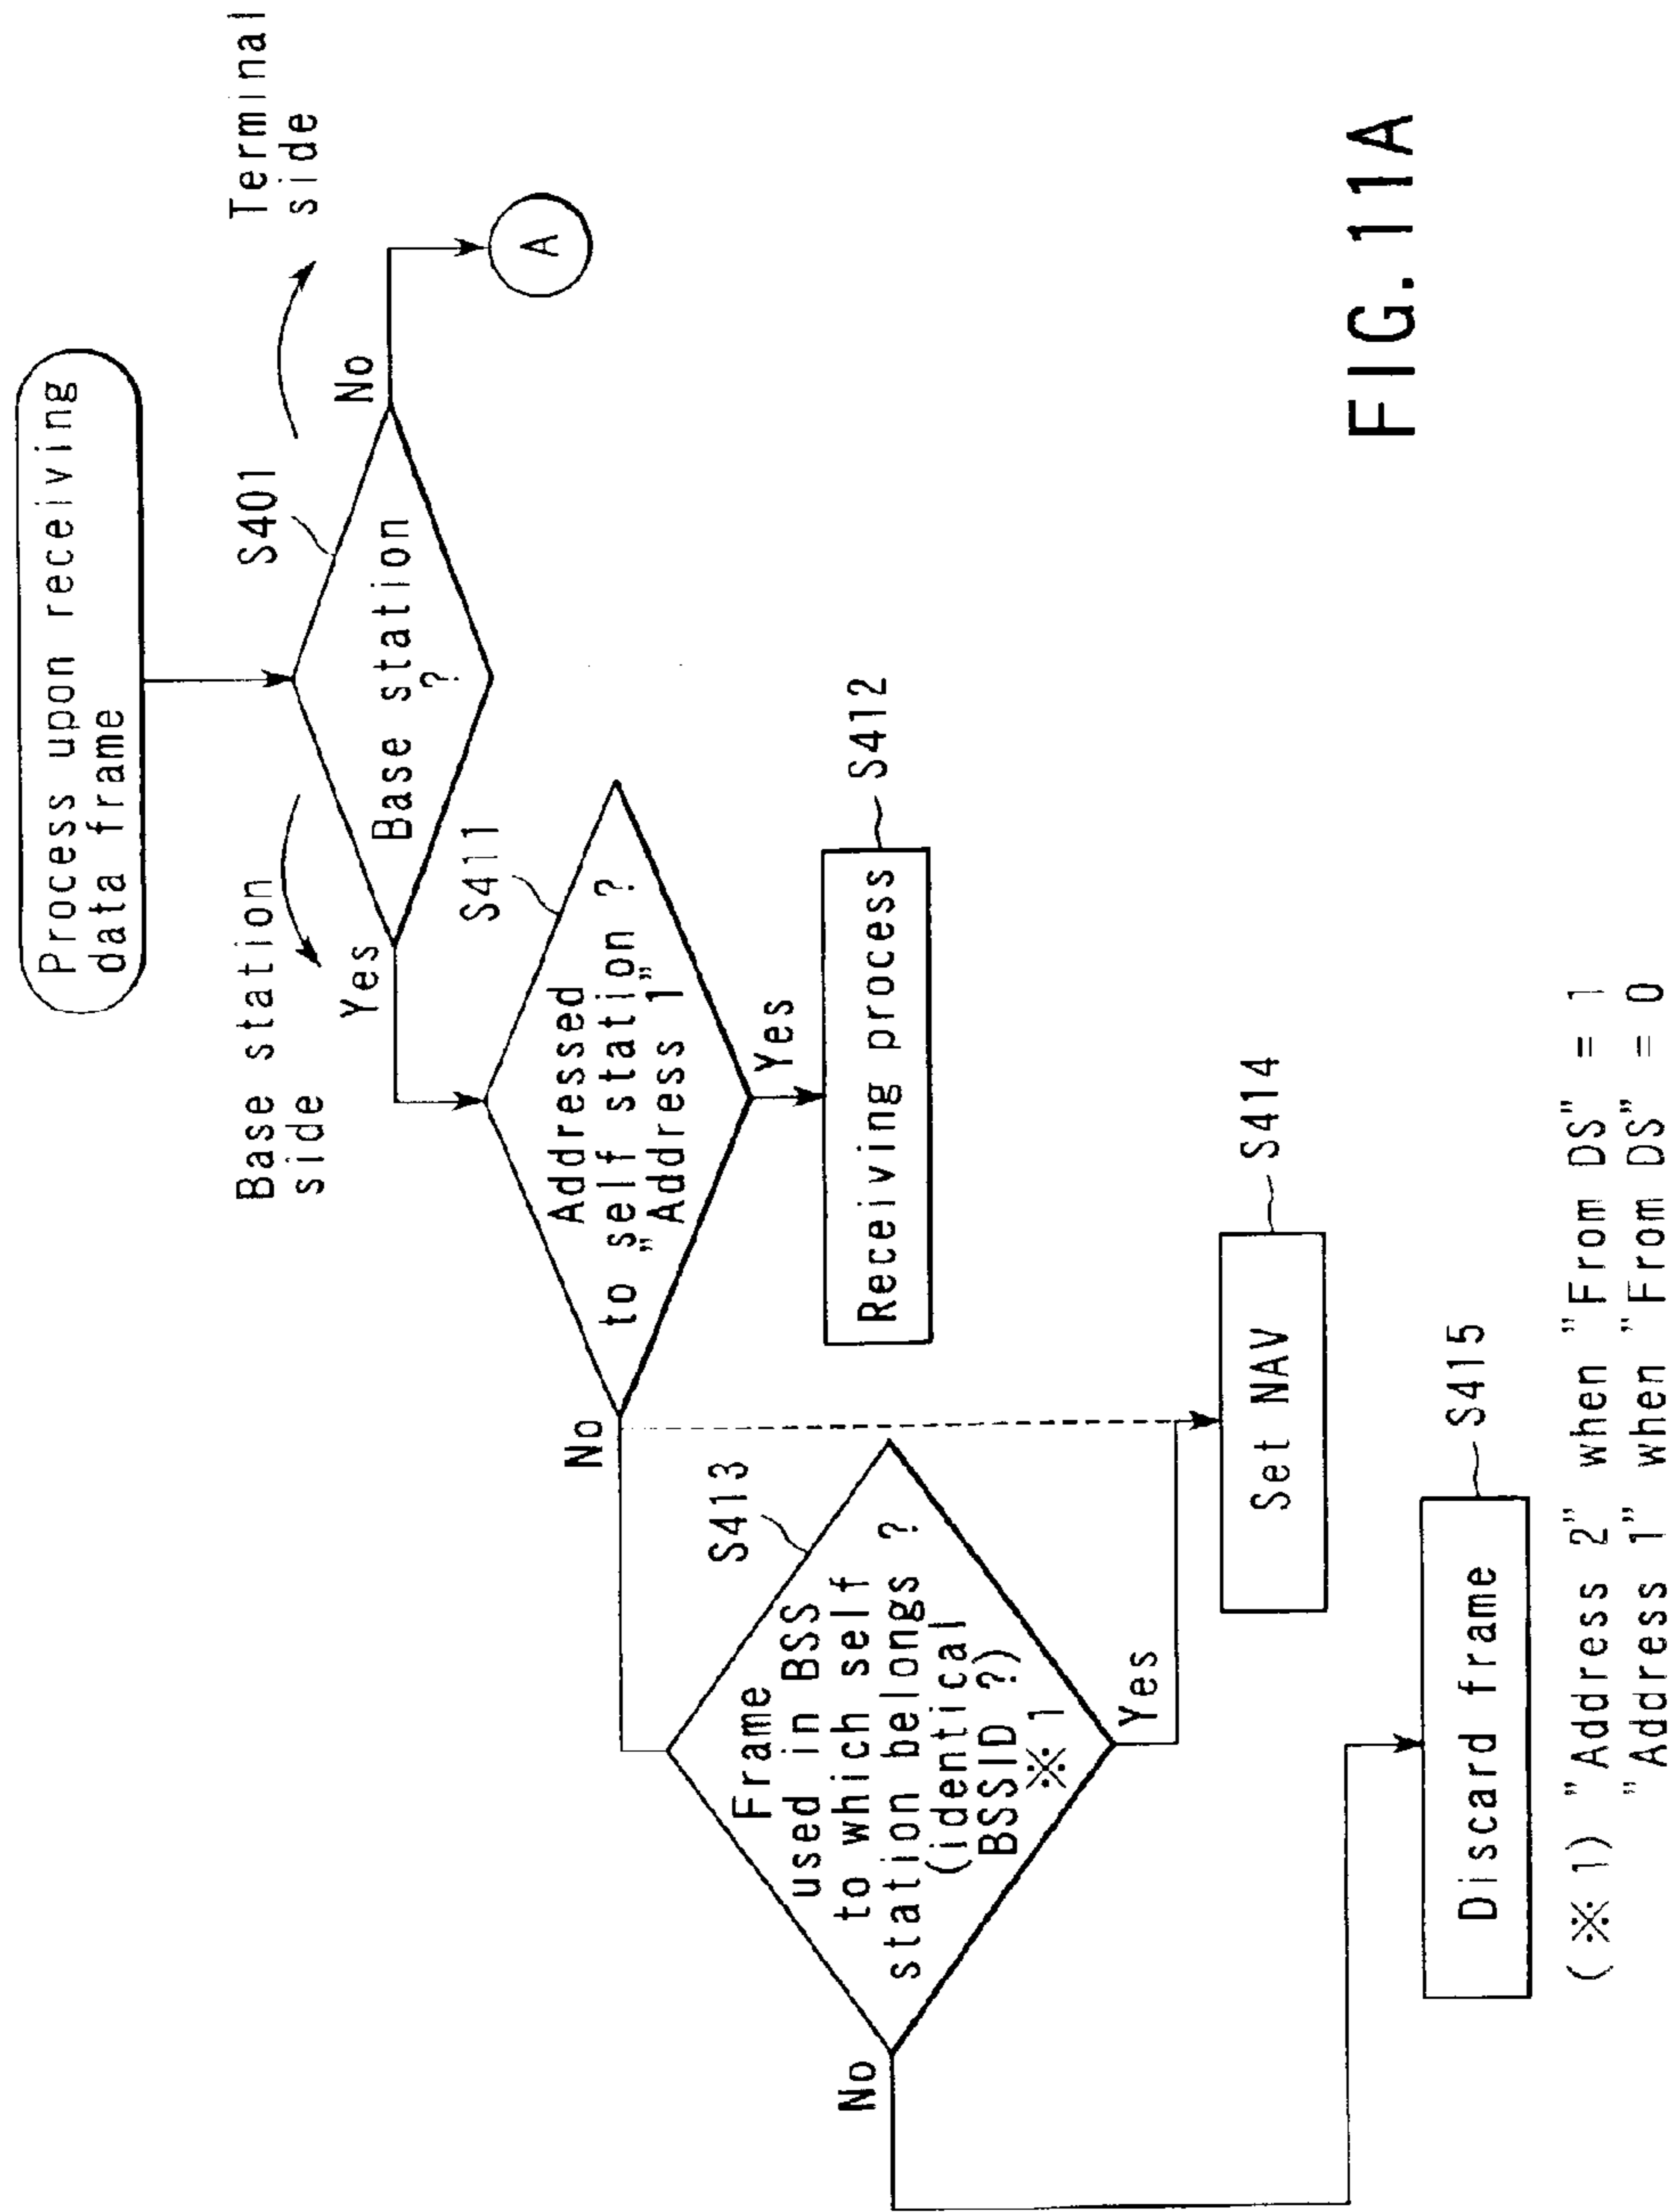 Process upon receiving
data frame
Base station
side
Terminal
side
S401
Base station
?
Yes
No
A
S411
Addressed
to "self station" ?
"Address 1"
No
Yes
S412
Receiving process
S413
Frame
used in BSS
to which self
station belongs ?
(identical
BSSID ?)
※1
No
Yes
S414
Set NAV
S415
Discard frame
(※1) "Address 2" when "From DS" = 1
"Address 1" when "From DS" = 0
FIG.11A